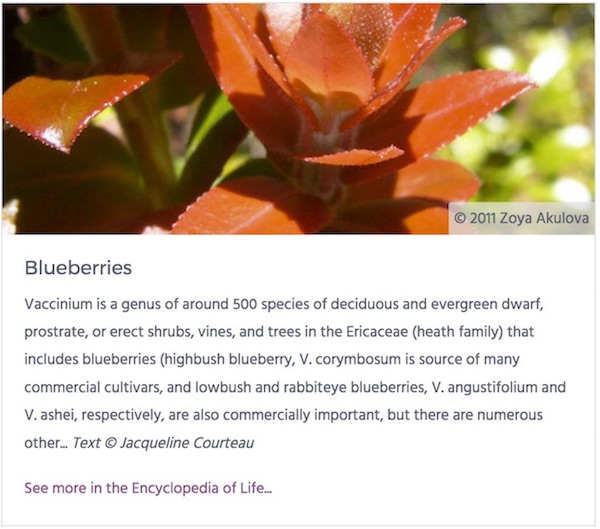 © 2011 Zoya Akulova
Blueberries
Vaccinium is a genus of around 500 species of deciduous and evergreen dwarf,
prostrate, or erect shrubs, vines, and trees in the Ericaceae (heath family) that
includes blueberries (highbush blueberry, V. corymbosum is source of many
commercial cultivars, and lowbush and rabbiteye blueberries, V. angustifolium and
V. ashei, respectively, are also commercially important, but there are numerous
other... Text © Jacqueline Courteau
See more in the Encyclopedia of Life...